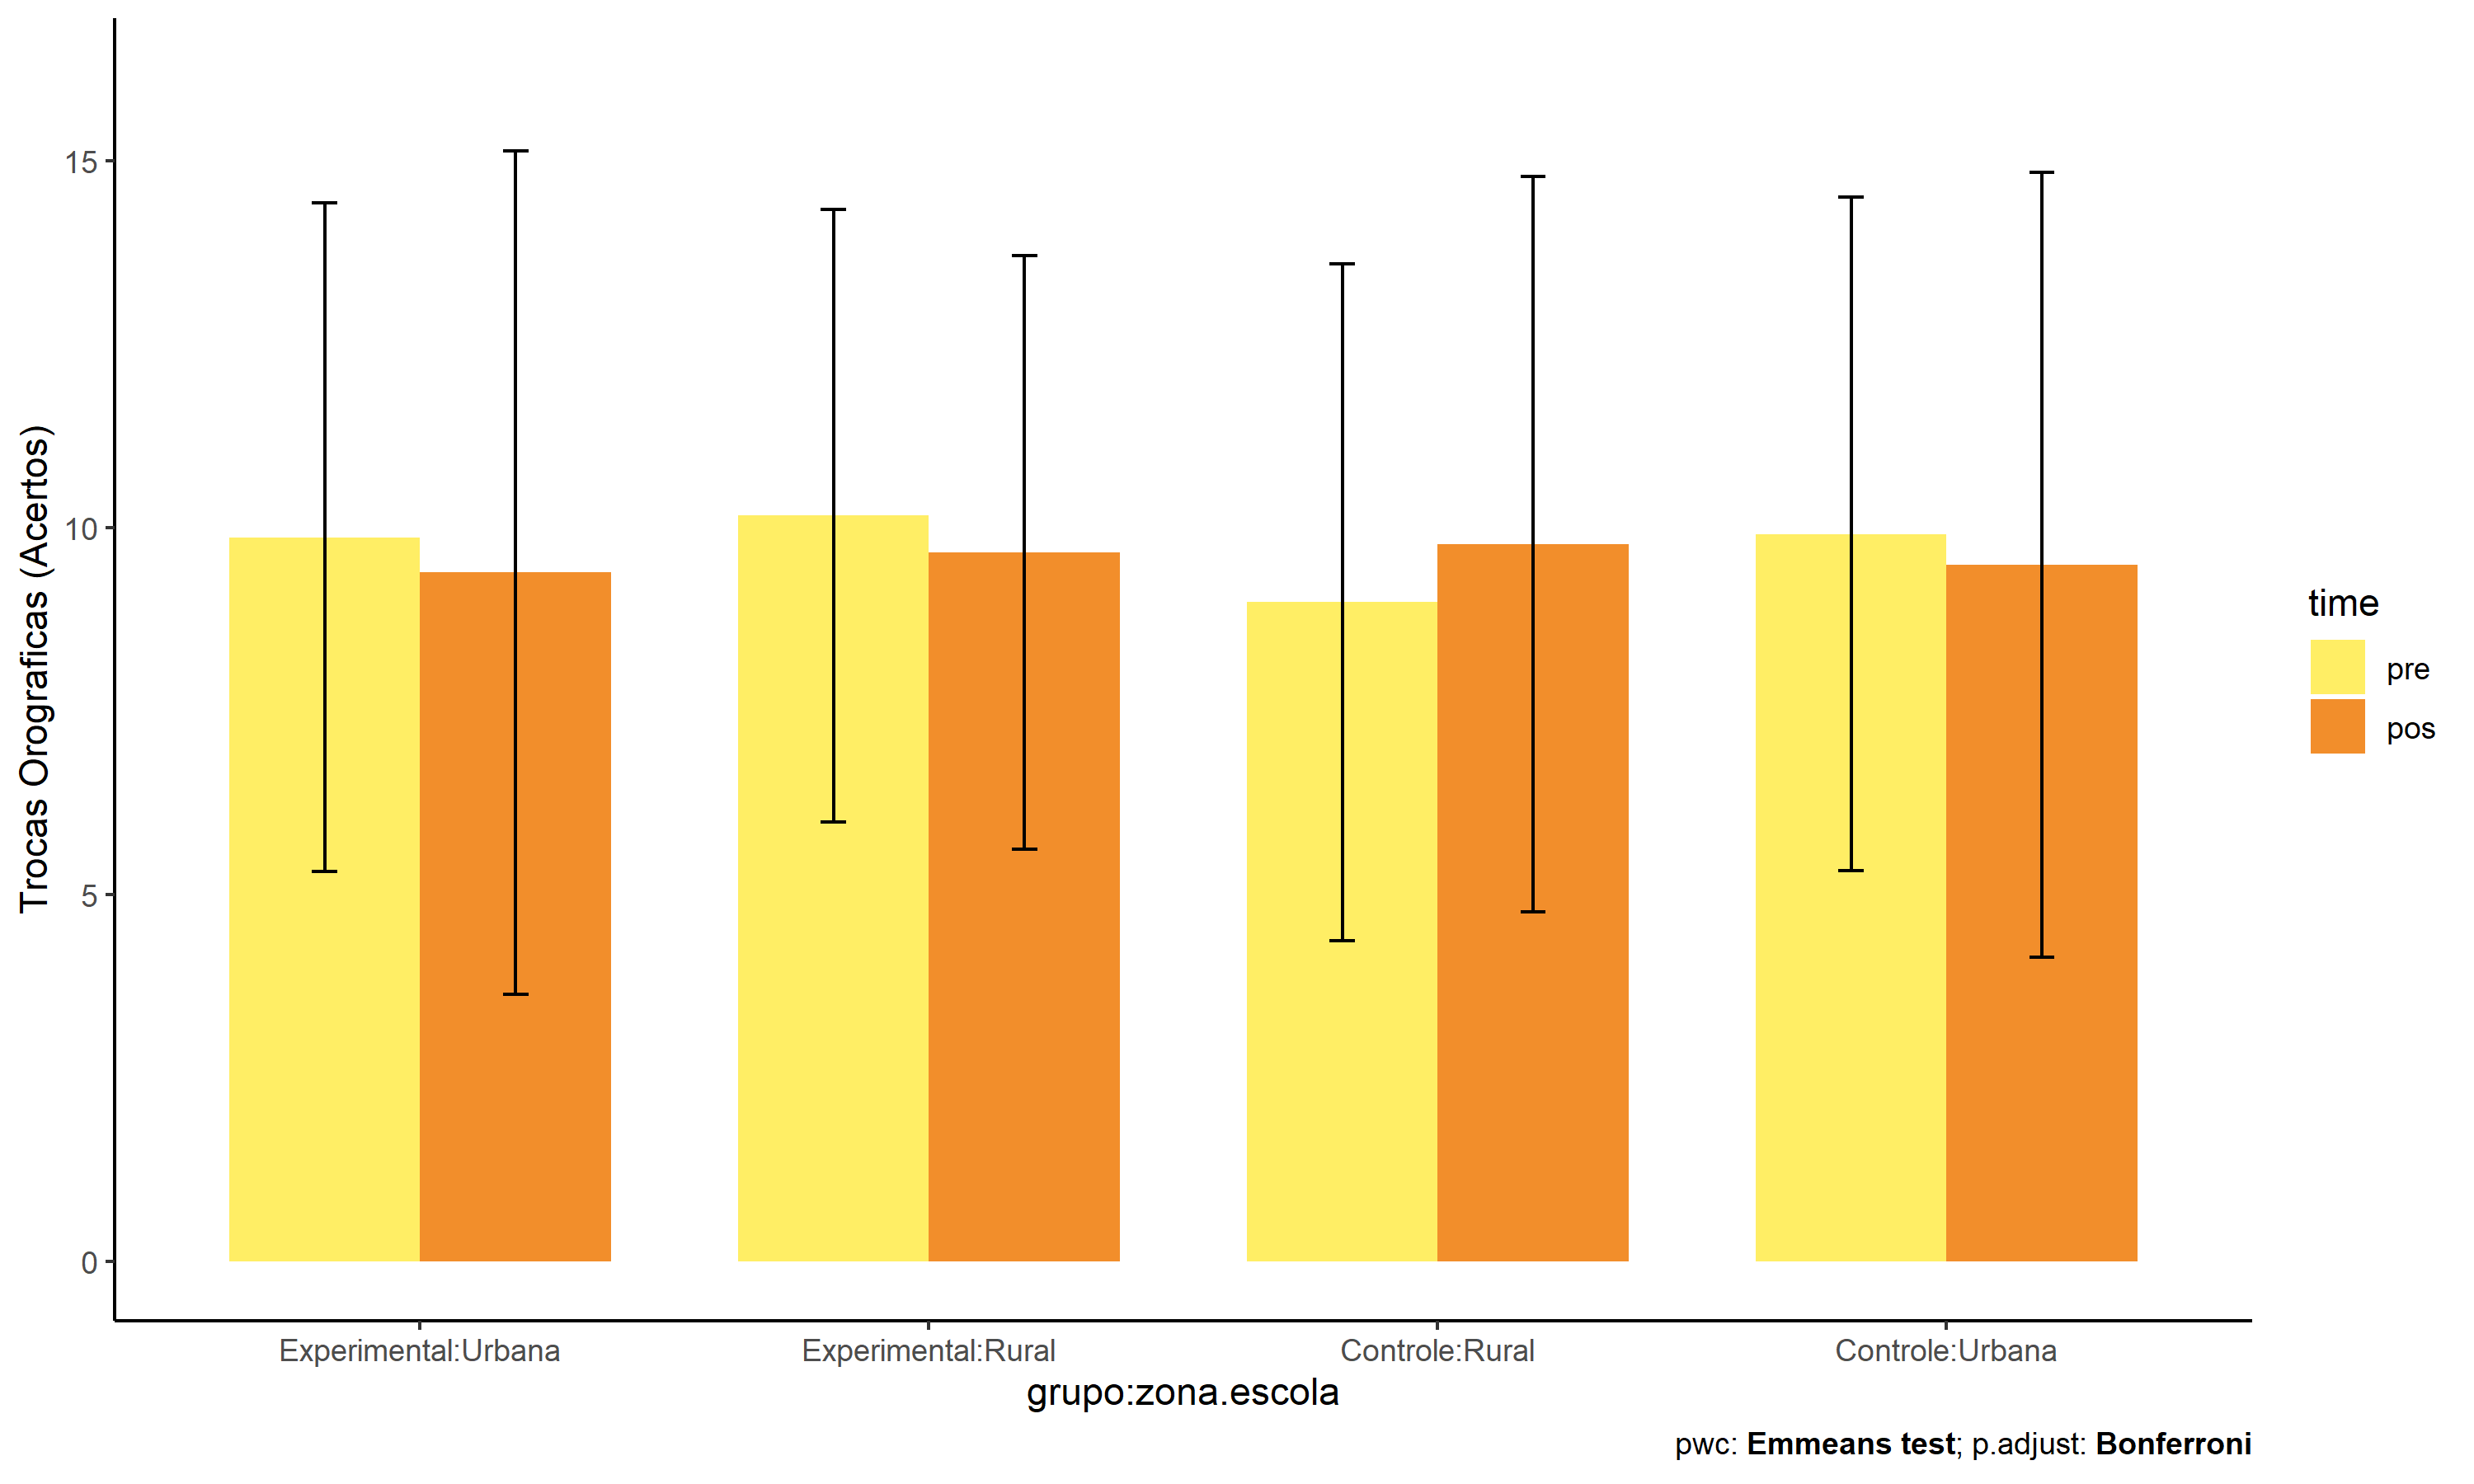 Trocas Orograficas (Acertos)
15
10
5
0
Experimental:Urbana
Experimental:Rural
Controle:Rural
Controle:Urbana
grupo:zona.escola
time
pre
pos
pwc: Emmeans test; p.adjust: Bonferroni